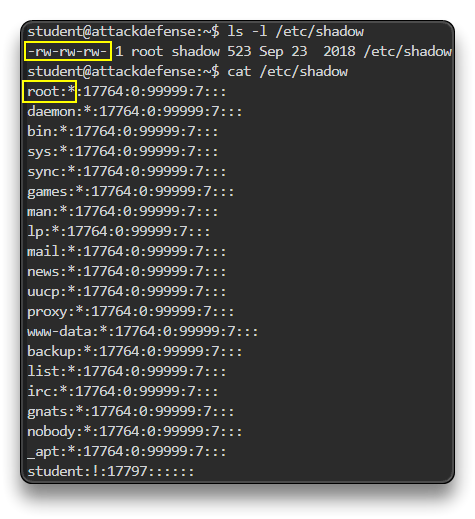 student@attackdefense:~$ ls -l /etc/shadow
-rw-rw-rw- 1 root shadow 523 Sep 23  2018 /etc/shadow
student@attackdefense:~$ cat /etc/shadow
root:*:17764:0:99999:7:::
daemon:*:17764:0:99999:7:::
bin:*:17764:0:99999:7:::
sys:*:17764:0:99999:7:::
sync:*:17764:0:99999:7:::
games:*:17764:0:99999:7:::
man:*:17764:0:99999:7:::
lp:*:17764:0:99999:7:::
mail:*:17764:0:99999:7:::
news:*:17764:0:99999:7:::
uucp:*:17764:0:99999:7:::
proxy:*:17764:0:99999:7:::
www-data:*:17764:0:99999:7:::
backup:*:17764:0:99999:7:::
list:*:17764:0:99999:7:::
irc:*:17764:0:99999:7:::
gnats:*:17764:0:99999:7:::
nobody:*:17764:0:99999:7:::
_apt:*:17764:0:99999:7:::
student:!:17797::::::